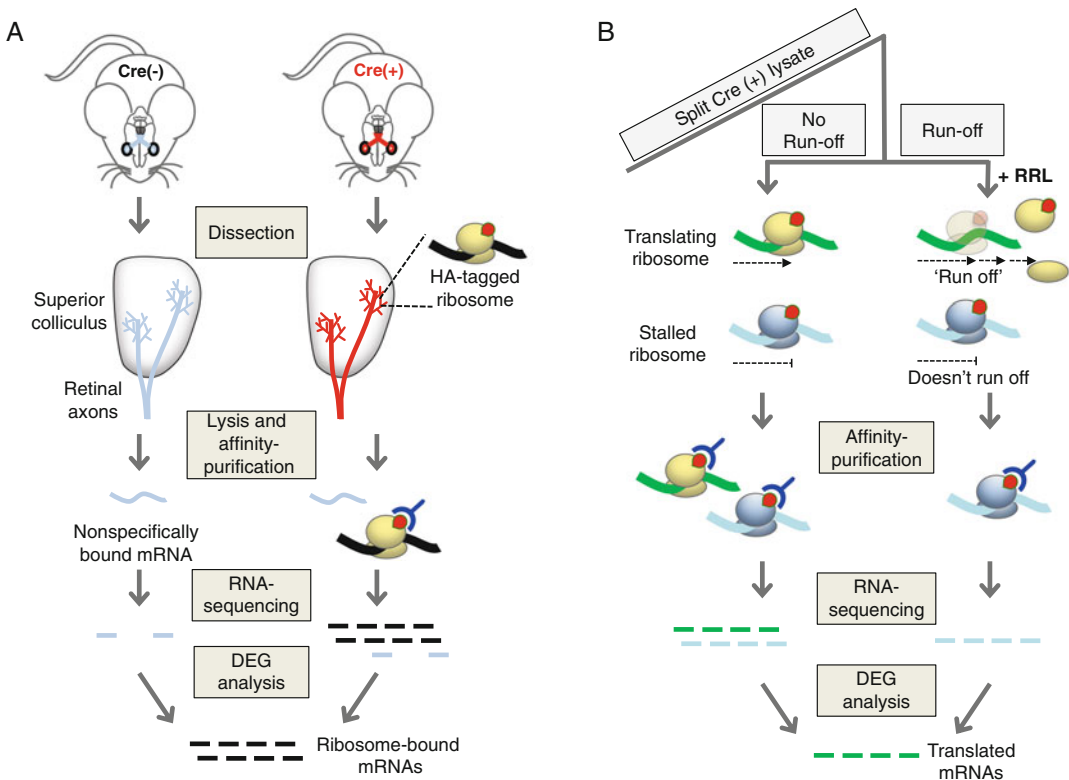 A
Cre(-)
Cre(+)
Dissection
HA-tagged
ribosome
Superior
colliculus
Retinal
axons
Lysis and
affinity-
purification
Nonspecifically
bound mRNA
RNA-
sequencing
DEG
analysis
Ribosome-bound
mRNAs
B
Split Cre (+) lysate
No
Run-off
Run-off
+ RRL
Translating
ribosome
'Run off'
Stalled
ribosome
Doesn't run off
Affinity-
purification
RNA-
sequencing
DEG
analysis
Translated
mRNAs